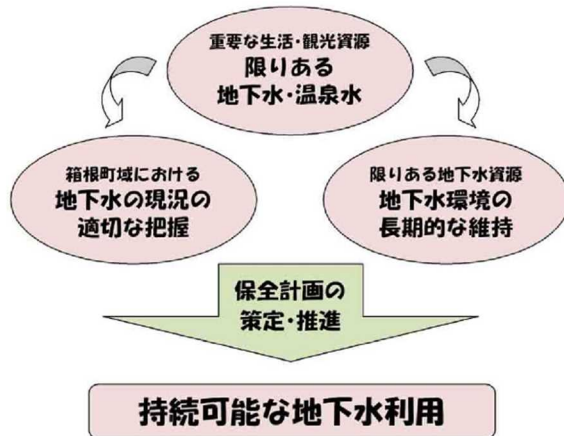 重要な生活・観光資源
限りある
地下水・温泉水
箱根町域における
地下水の現況の
適切な把握
限りある地下水資源
地下水環境の
長期的な維持
保全計画の
策定・推進
持続可能な地下水利用